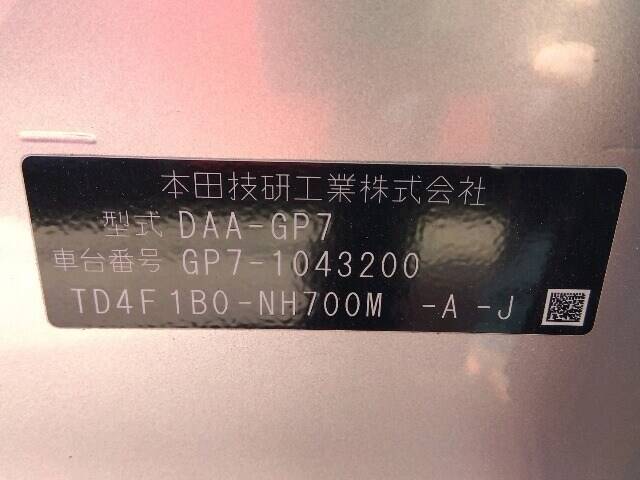 本田技研工業株式会社
型式 DAA-GP7
車台番号 GP7-1043200
TD4F1B0-NH700M -A -J